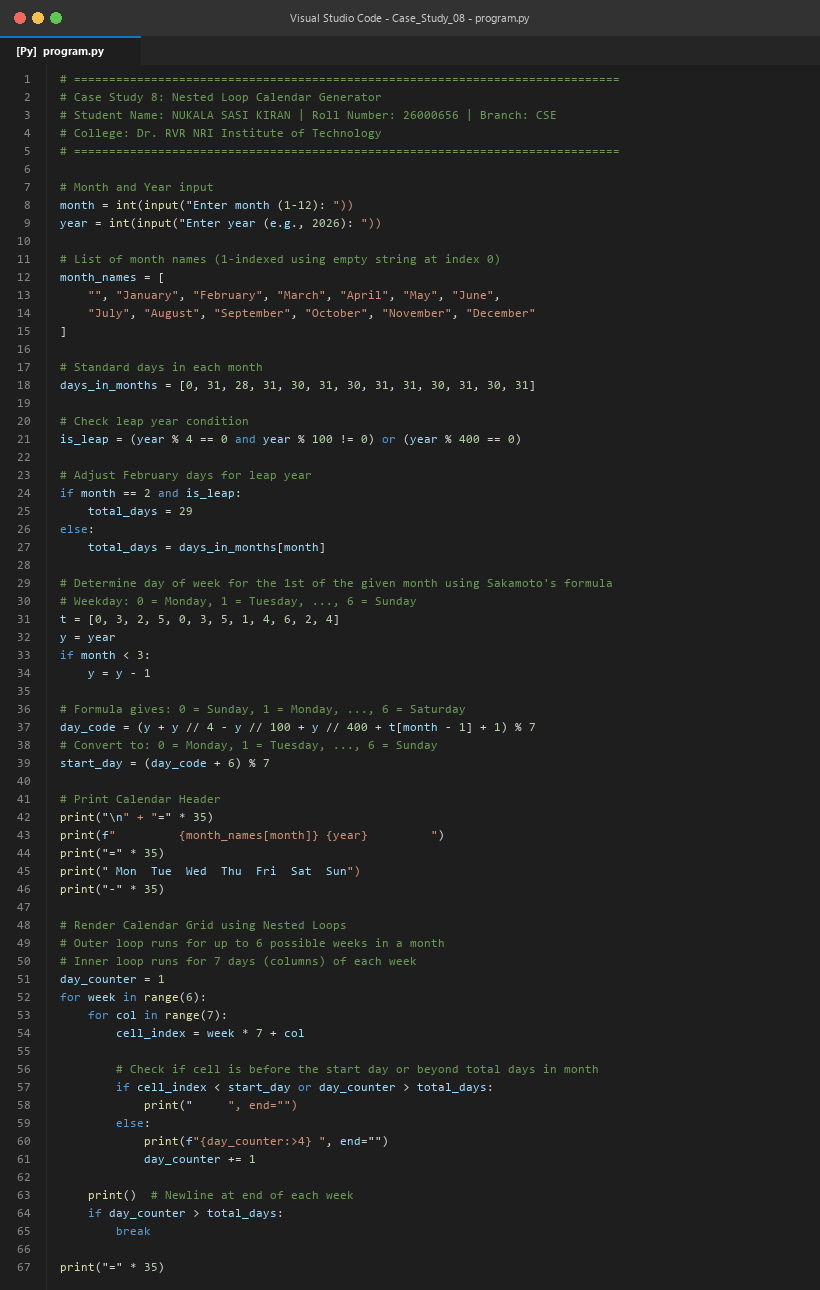 Visual Studio Code - Case_Study_08 - program.py
[Py] program.py
1 # ==============================================================================
2 # Case Study 8: Nested Loop Calendar Generator
3 # Student Name: NUKALA SASI KIRAN | Roll Number: 26000656 | Branch: CSE
4 # College: Dr. RVR NRI Institute of Technology
5 # ==============================================================================
6
7 # Month and Year input
8 month = int(input("Enter month (1-12): "))
9 year = int(input("Enter year (e.g., 2026): "))
10
11 # List of month names (1-indexed using empty string at index 0)
12 month_names = [
13     "", "January", "February", "March", "April", "May", "June",
14     "July", "August", "September", "October", "November", "December"
15 ]
16
17 # Standard days in each month
18 days_in_months = [0, 31, 28, 31, 30, 31, 30, 31, 31, 30, 31, 30, 31]
19
20 # Check leap year condition
21 is_leap = (year % 4 == 0 and year % 100 != 0) or (year % 400 == 0)
22
23 # Adjust February days for leap year
24 if month == 2 and is_leap:
25     total_days = 29
26 else:
27     total_days = days_in_months[month]
28
29 # Determine day of week for the 1st of the given month using Sakamoto's formula
30 # Weekday: 0 = Monday, 1 = Tuesday, ..., 6 = Sunday
31 t = [0, 3, 2, 5, 0, 3, 5, 1, 4, 6, 2, 4]
32 y = year
33 if month < 3:
34     y = y - 1
35
36 # Formula gives: 0 = Sunday, 1 = Monday, ..., 6 = Saturday
37 day_code = (y + y // 4 - y // 100 + y // 400 + t[month - 1] + 1) % 7
38 # Convert to: 0 = Monday, 1 = Tuesday, ..., 6 = Sunday
39 start_day = (day_code + 6) % 7
40
41 # Print Calendar Header
42 print("\n" + "=" * 35)
43 print(f"         {month_names[month]} {year}         ")
44 print("=" * 35)
45 print(" Mon  Tue  Wed  Thu  Fri  Sat  Sun")
46 print("-" * 35)
47
48 # Render Calendar Grid using Nested Loops
49 # Outer loop runs for up to 6 possible weeks in a month
50 # Inner loop runs for 7 days (columns) of each week
51 day_counter = 1
52 for week in range(6):
53     for col in range(7):
54         cell_index = week * 7 + col
55
56         # Check if cell is before the start day or beyond total days in month
57         if cell_index < start_day or day_counter > total_days:
58             print("     ", end="")
59         else:
60             print(f"{day_counter:>4} ", end="")
61             day_counter += 1
62
63     print()  # Newline at end of each week
64     if day_counter > total_days:
65         break
66
67 print("=" * 35)